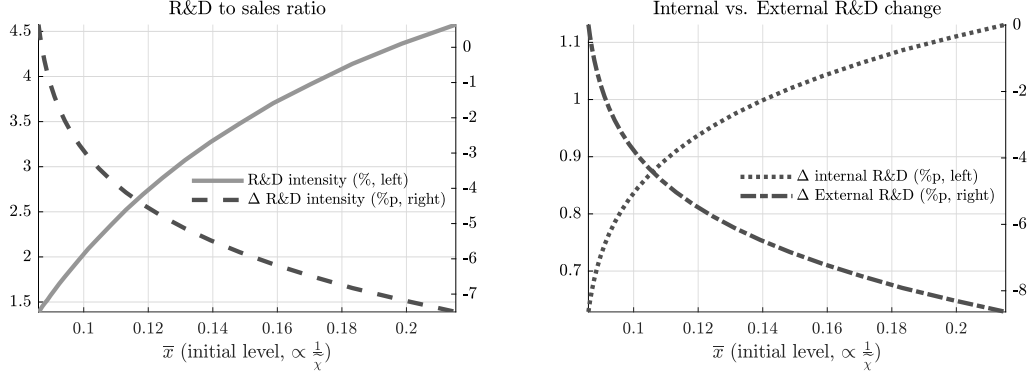 R&D to sales ratio
4.5
4
3.5
3
2.5
2
1.5
0
-1
-2
-3
-4
-5
-6
-7
R&D intensity (%, left)
Δ R&D intensity (%p, right)
0.1 0.12 0.14 0.16 0.18 0.2
x̅ (initial level, ∝ 1/χ̃)
Internal vs. External R&D change
1.1
1
0.9
0.8
0.7
0
-2
-4
-6
-8
Δ internal R&D (%p, left)
Δ External R&D (%p, right)
0.1 0.12 0.14 0.16 0.18 0.2
x̅ (initial level, ∝ 1/χ̃)